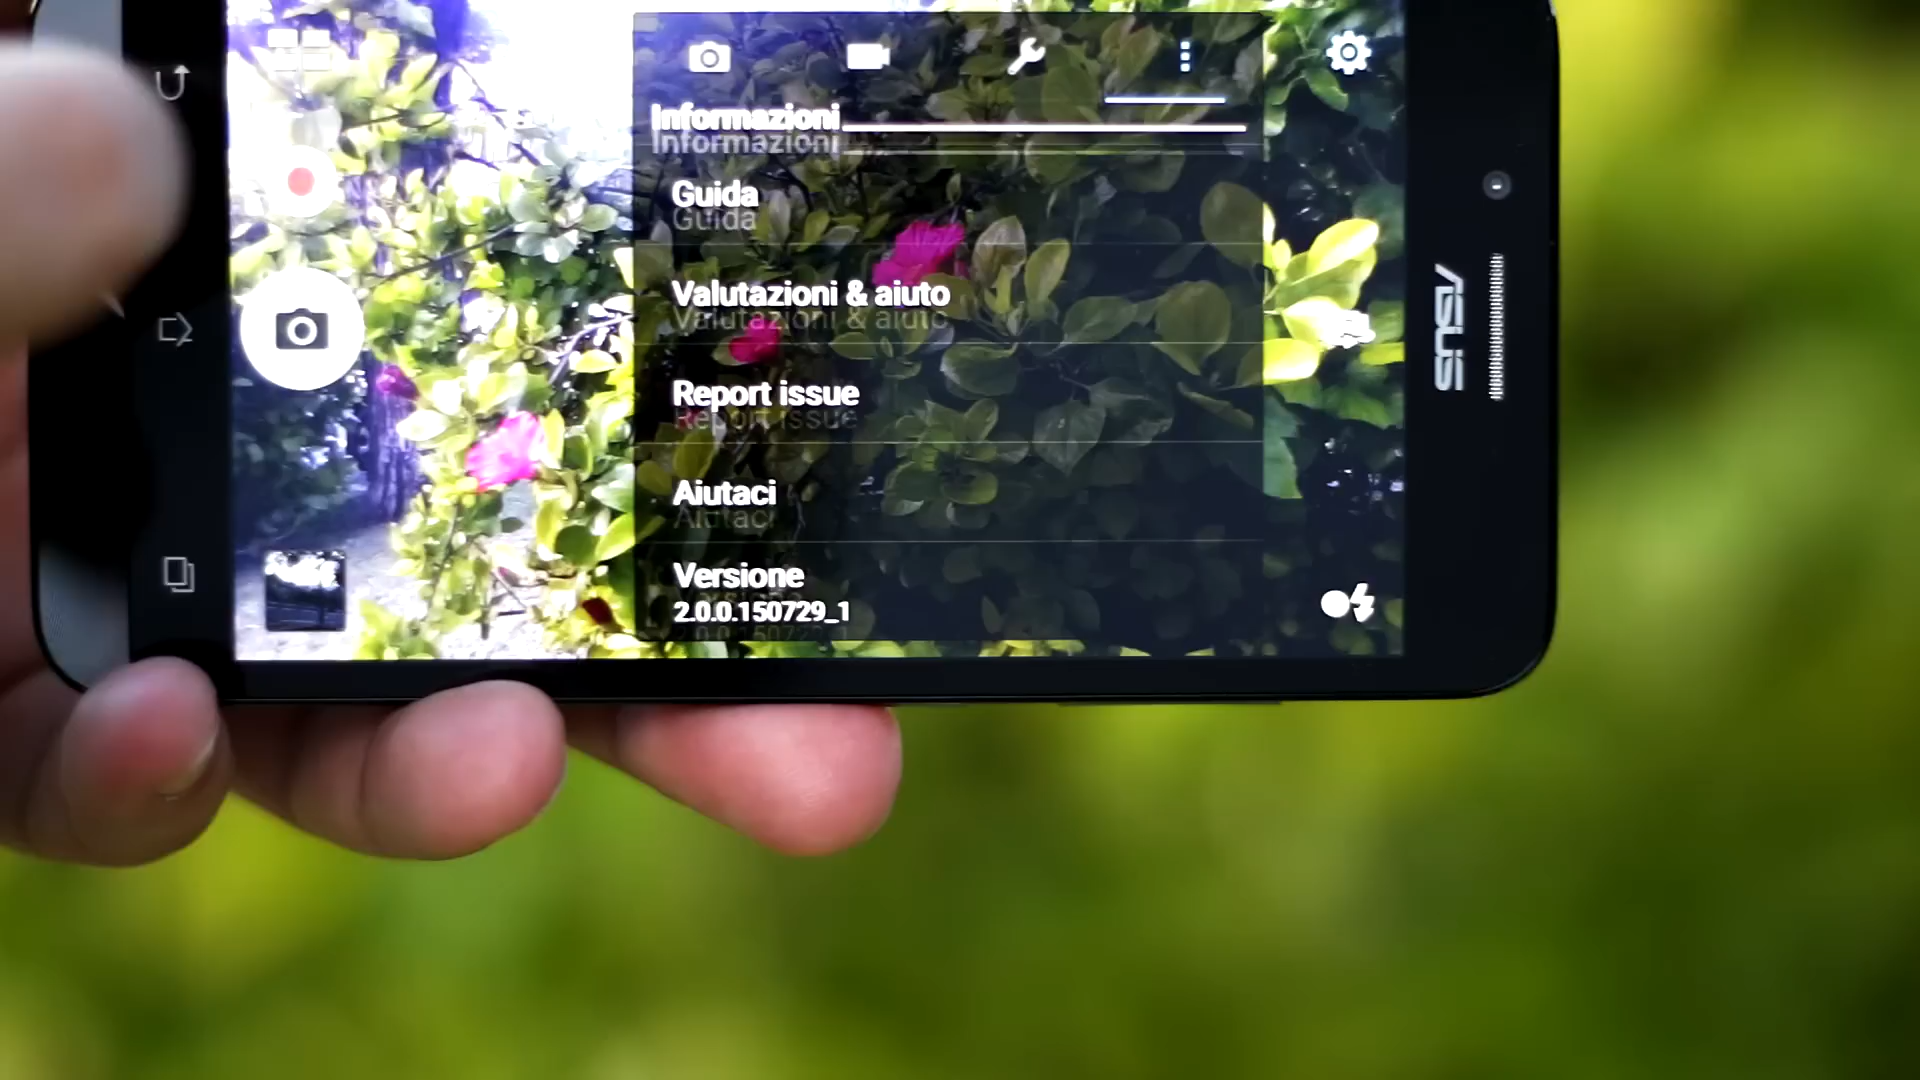 Informazioni
Guida
Valutazioni & aiuto
Report issue
Aiutaci
Versione
2.0.0.150729_1
ASUS